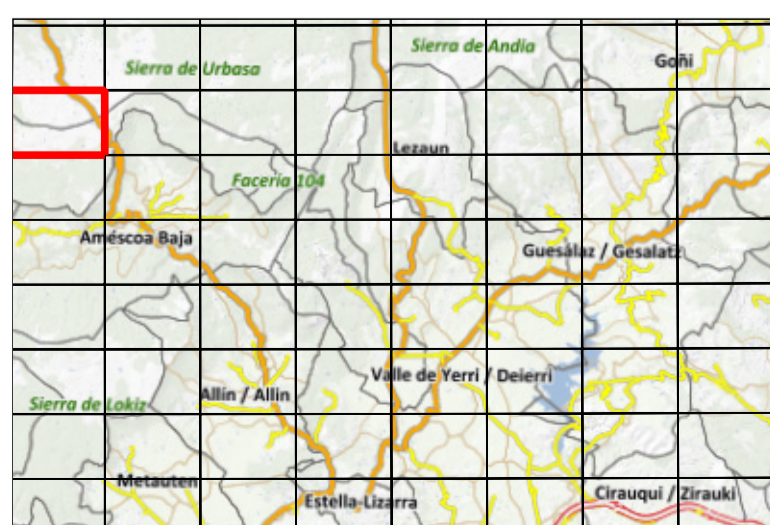 Sierra de Andía
Goñi
Sierra de Urbasa
Lezaun
Facería 104
Améscoa Baja
Guesálaz / Gesalatz
Valle de Yerri / Deierri
Allín / Allin
Sierra de Lokiz
Metauten
Estella-Lizarra
Cirauqui / Zirauki